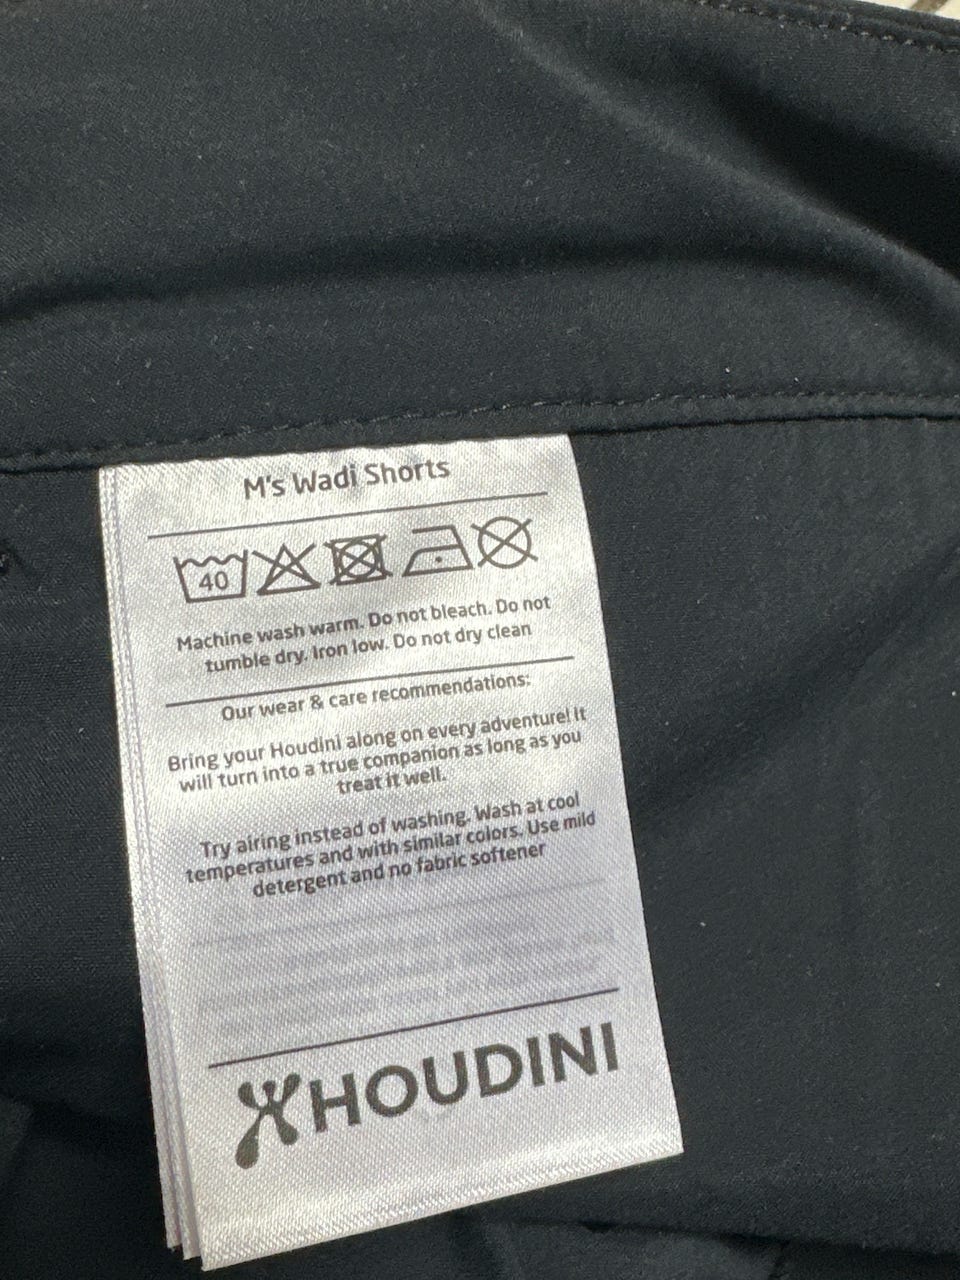 M's Wadi Shorts
40
Machine wash warm. Do not bleach. Do not
tumble dry. Iron low. Do not dry clean
Our wear & care recommendations:
Bring your Houdini along on every adventure! It
will turn into a true companion as long as you
treat it well.
Try airing instead of washing. Wash at cool
temperatures and with similar colors. Use mild
detergent and no fabric softener
HOUDINI